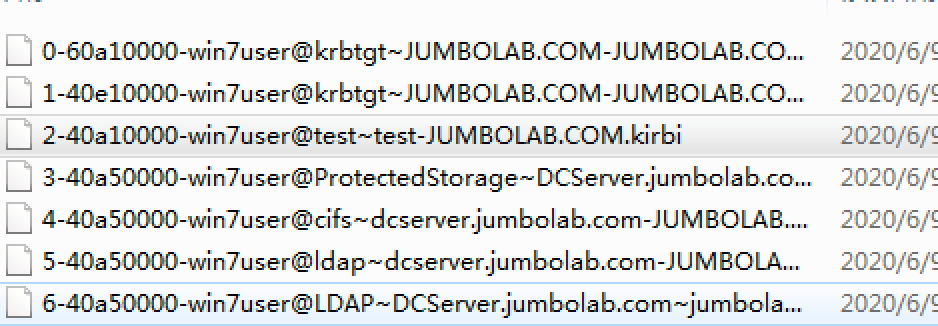 0-60a10000-win7user@krbtgt~JUMBOLAB.COM-JUMBOLAB.CO... 2020/6/9
1-40e10000-win7user@krbtgt~JUMBOLAB.COM-JUMBOLAB.CO... 2020/6/9
2-40a10000-win7user@test~test-JUMBOLAB.COM.kirbi 2020/6/9
3-40a50000-win7user@ProtectedStorage~DCServer.jumbolab.co... 2020/6/9
4-40a50000-win7user@cifs~dcserver.jumbolab.com-JUMBOLAB.... 2020/6/9
5-40a50000-win7user@ldap~dcserver.jumbolab.com-JUMBOLA... 2020/6/9
6-40a50000-win7user@LDAP~DCServer.jumbolab.com~jumbola... 2020/6/9